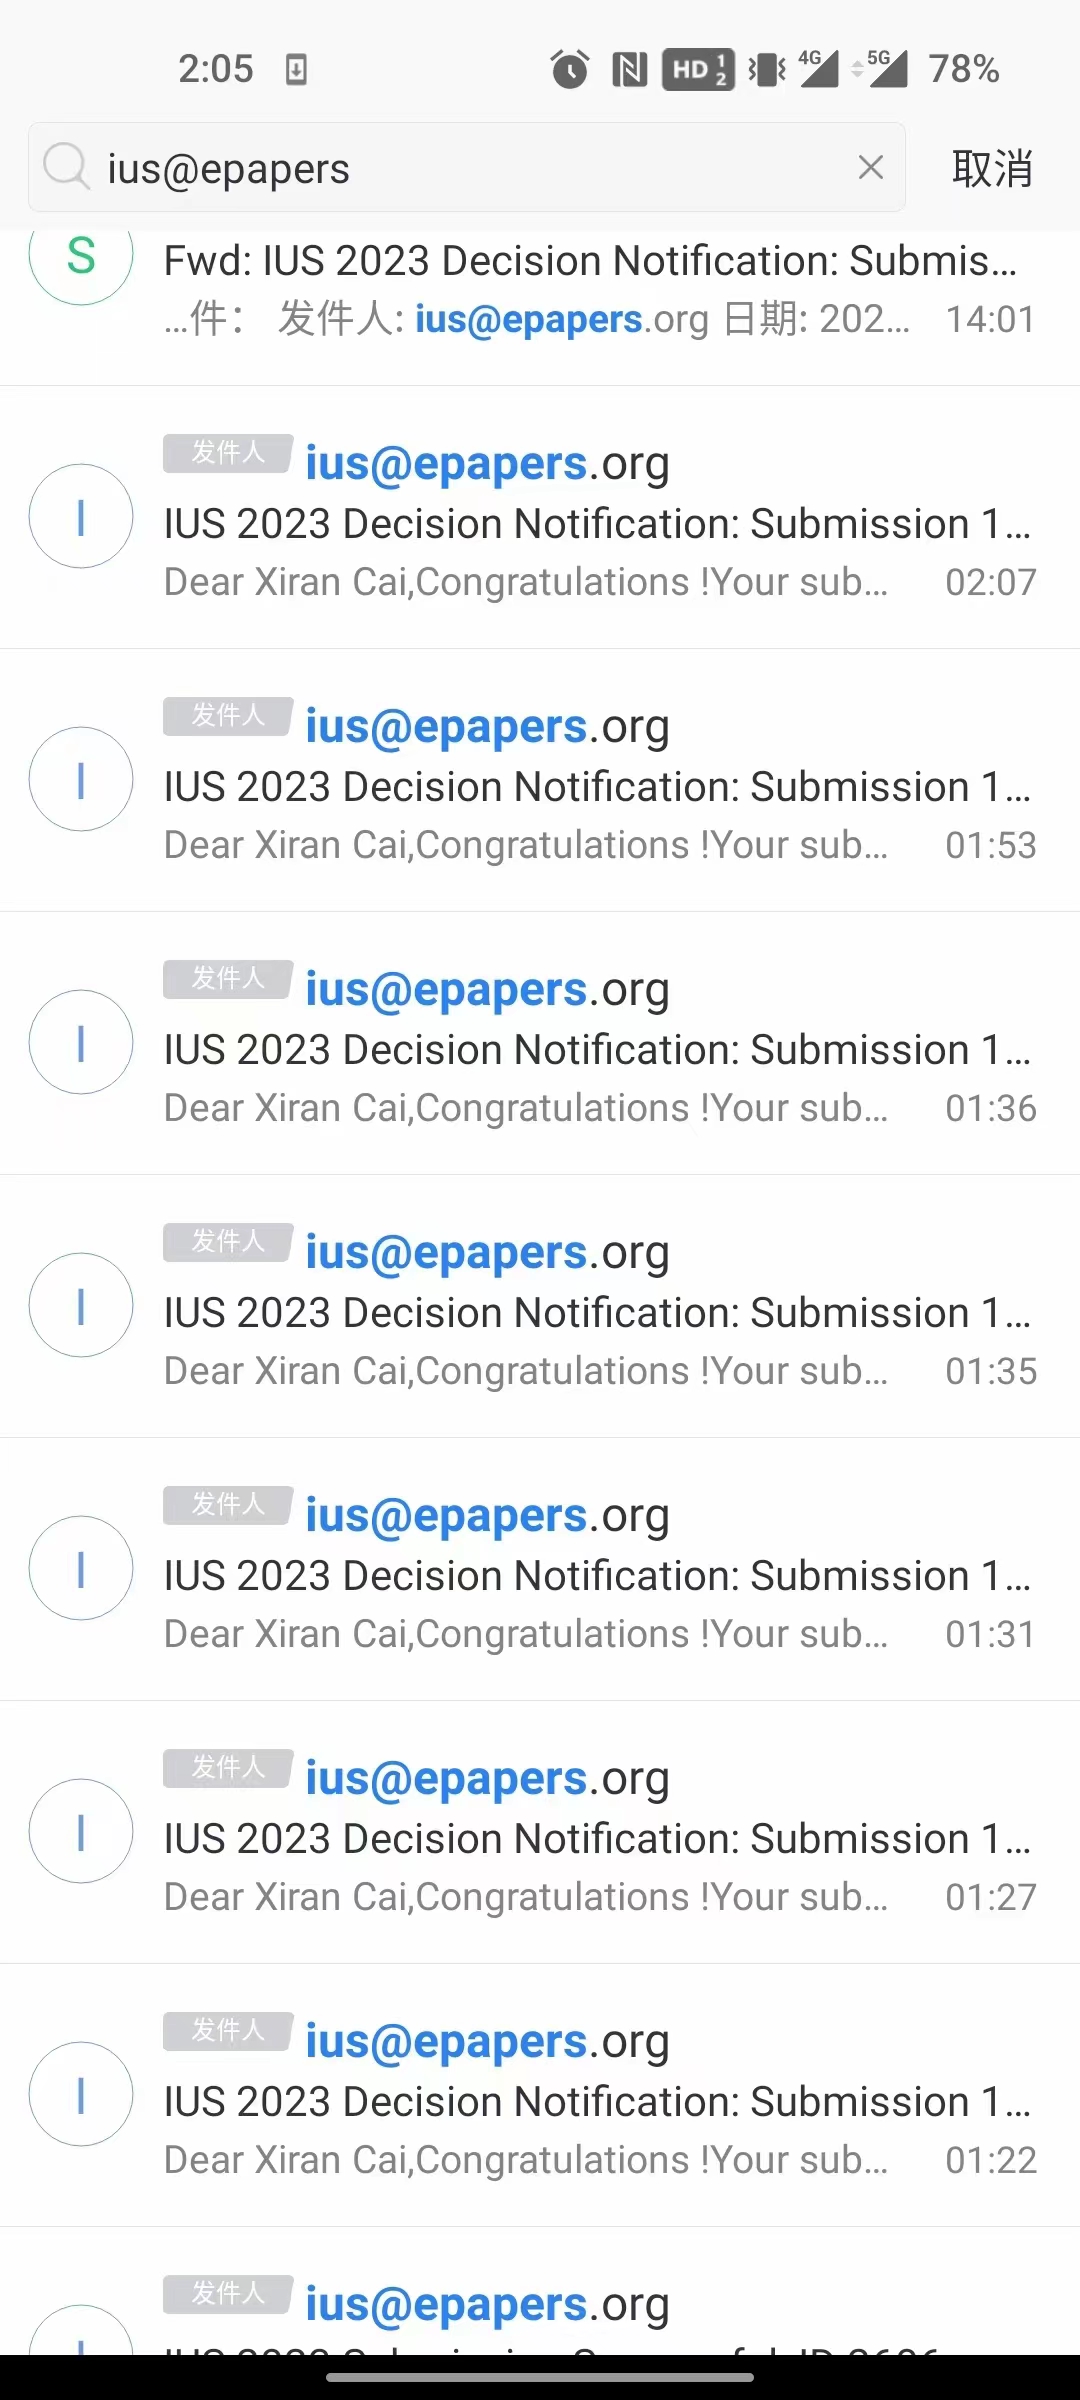 2:05 HD 1 2 4G 5G 78%
ius@epapers 取消
S
Fwd: IUS 2023 Decision Notification: Submis...
...件： 发件人: ius@epapers.org 日期: 202... 14:01
发件人 ius@epapers.org
I
IUS 2023 Decision Notification: Submission 1...
Dear Xiran Cai,Congratulations !Your sub... 02:07
发件人 ius@epapers.org
I
IUS 2023 Decision Notification: Submission 1...
Dear Xiran Cai,Congratulations !Your sub... 01:53
发件人 ius@epapers.org
I
IUS 2023 Decision Notification: Submission 1...
Dear Xiran Cai,Congratulations !Your sub... 01:36
发件人 ius@epapers.org
I
IUS 2023 Decision Notification: Submission 1...
Dear Xiran Cai,Congratulations !Your sub... 01:35
发件人 ius@epapers.org
I
IUS 2023 Decision Notification: Submission 1...
Dear Xiran Cai,Congratulations !Your sub... 01:31
发件人 ius@epapers.org
I
IUS 2023 Decision Notification: Submission 1...
Dear Xiran Cai,Congratulations !Your sub... 01:27
发件人 ius@epapers.org
I
IUS 2023 Decision Notification: Submission 1...
Dear Xiran Cai,Congratulations !Your sub... 01:22
发件人 ius@epapers.org